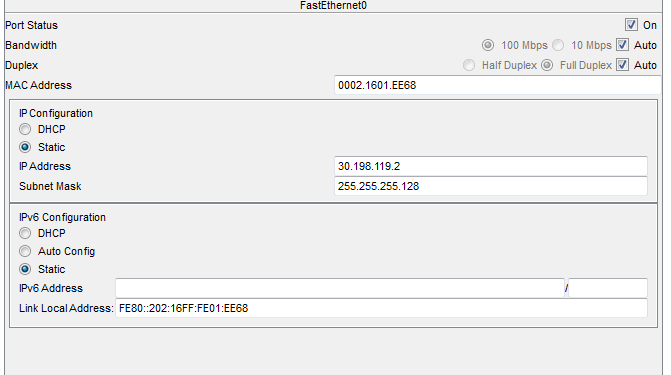 FastEthernet0
Port Status On
Bandwidth 100 Mbps 10 Mbps Auto
Duplex Half Duplex Full Duplex Auto
MAC Address 0002.1601.EE68
IP Configuration
DHCP
Static
IP Address 30.198.119.2
Subnet Mask 255.255.255.128
IPv6 Configuration
DHCP
Auto Config
Static
IPv6 Address /
Link Local Address: FE80::202:16FF:FE01:EE68